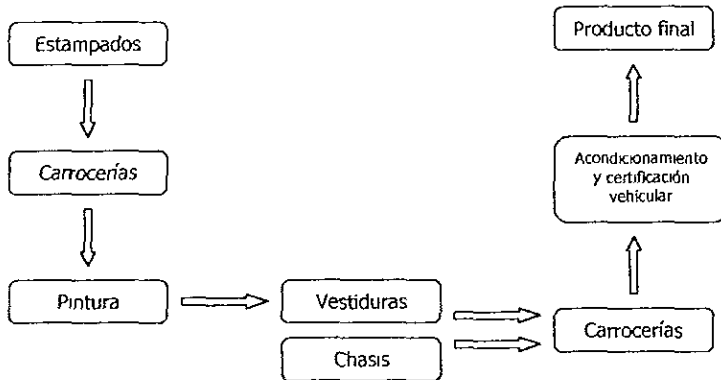 Estampados
Carrocerías
Pintura
Vestiduras
Chasis
Carrocerías
Acondicionamiento
y certificación
vehicular
Producto final